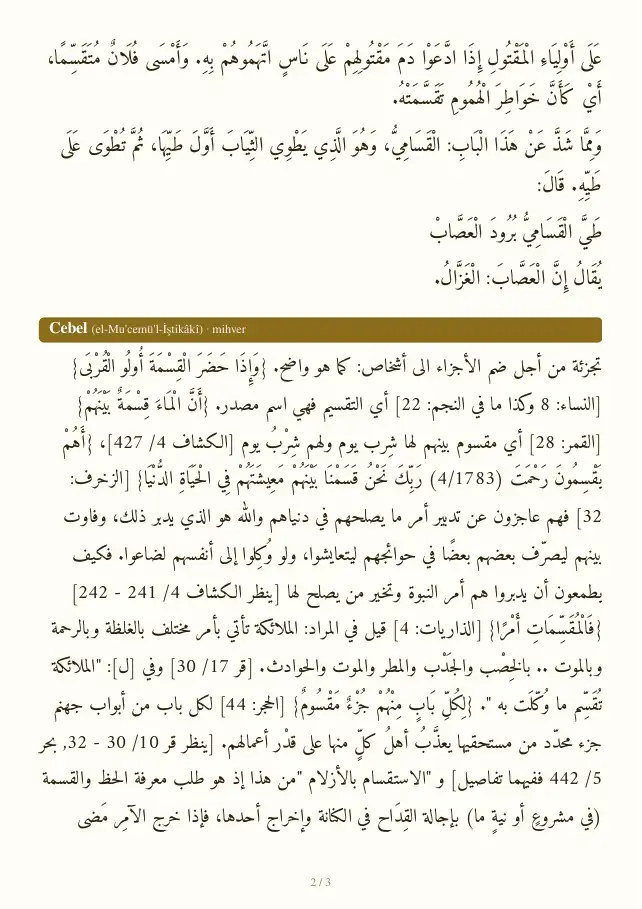 عَلَى أَوْلِيَاءِ الْمَقْتُولِ إِذَا ادَّعَوْا دَمَ مَقْتُولِهِمْ عَلَى نَاسٍ اتَّهَمُوهُمْ بِهِ. وَأَمْسَى فُلَانٌ مُتَقَسِّمًا،
أَيْ كَأَنَّ خَوَاطِرَ الْهُمُومِ تَقَسَّمَتْهُ.
وَمِمَّا شَذَّ عَنْ هَذَا الْبَابِ: الْقَسَامِيُّ، وَهُوَ الَّذِي يَطْوِي الثِّيَابَ أَوَّلَ طَيِّهَا، ثُمَّ تُطْوَى عَلَى
طَيِّهِ. قَالَ:
طَيَّ الْقَسَامِيُّ بُرُودَ الْعَصَّابْ
يُقَالُ إِنَّ الْعَصَّابَ: الْغَزَّالُ.
Cebel (el-Mu'cemü'l-İştikâkî) · mihver
تجزئة من أجل ضم الأجزاء الى أشخاص: كما هو واضح. {وَإِذَا حَضَرَ الْقِسْمَةَ أُولُو الْقُرْبَى}
[النساء: 8 وكذا ما في النجم: 22] أي التقسيم فهي اسم مصدر. {أَنَّ الْمَاءَ قِسْمَةٌ بَيْنَهُمْ}
[القمر: 28] أي مقسوم بينهم لها شِرب يوم ولهم شِرْبُ يوم [الكشاف 4/ 427]، {أَهُمْ
يَقْسِمُونَ رَحْمَتَ (4/1783) رَبِّكَ نَحْنُ قَسَمْنَا بَيْنَهُمْ مَعِيشَتَهُمْ فِي الْحَيَاةِ الدُّنْيَا} [الزخرف:
32] فهم عاجزون عن تدبير أمر ما يصلحهم في دنياهم والله هو الذي يدبر ذلك، وفاوت
بينهم ليصرّف بعضهم بعضًا في حوائجهم ليتعايشوا، ولو وُكِلوا إلى أنفسهم لضاعوا. فكيف
يطمعون أن يدبروا هم أمر النبوة وتخير من يصلح لها [ينظر الكشاف 4/ 241 - 242]
{فَالْمُقَسِّمَاتِ أَمْرًا} [الذاريات: 4] قيل في المراد: الملائكة تأتي بأمر مختلف بالغلظة وبالرحمة
وبالموت .. بالخِصْب والجَدْب والمطر والموت والحوادث. [قر 17/ 30] وفي [ل]: "الملائكة
تُقَسِّم ما وُكّلَت به ". {لِكُلِّ بَابٍ مِنْهُمْ جُزْءٌ مَقْسُومٌ} [الحجر: 44] لكل باب من أبواب جهنم
جزء محدّد من مستحقيها يعذَّبُ أهلُ كلٍّ منها على قدْر أعمالهم. [ينظر قر 10/ 30 - 32, بحر
5/ 442 ففيهما تفاصيل] و "الاستقسام بالأزلام "من هذا إذ هو طلب معرفة الحظ والقسمة
(في مشروعٍ أو نيةٍ ما) بإجالة القِدَاح في الكنانة وإخراج أحدها، فإذا خرج الآمِر مَضى
2 / 3